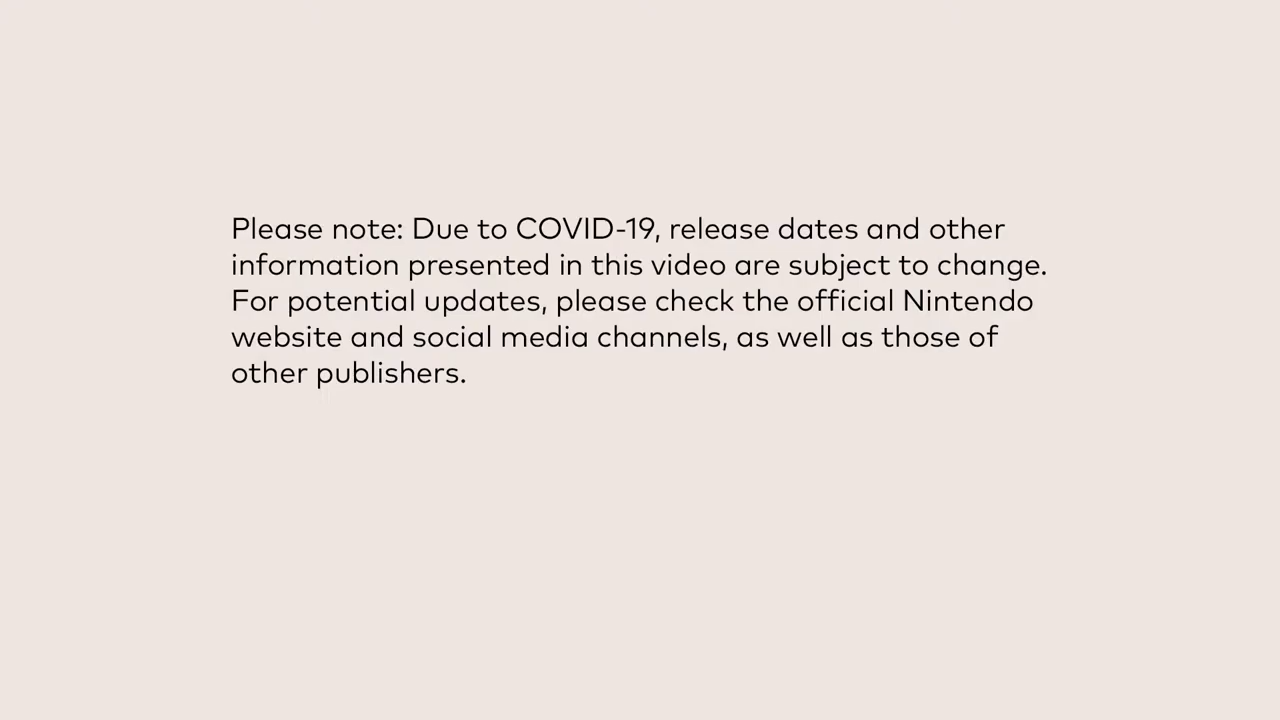 Please note: Due to COVID-19, release dates and other
information presented in this video are subject to change.
For potential updates, please check the official Nintendo
website and social media channels, as well as those of
other publishers.